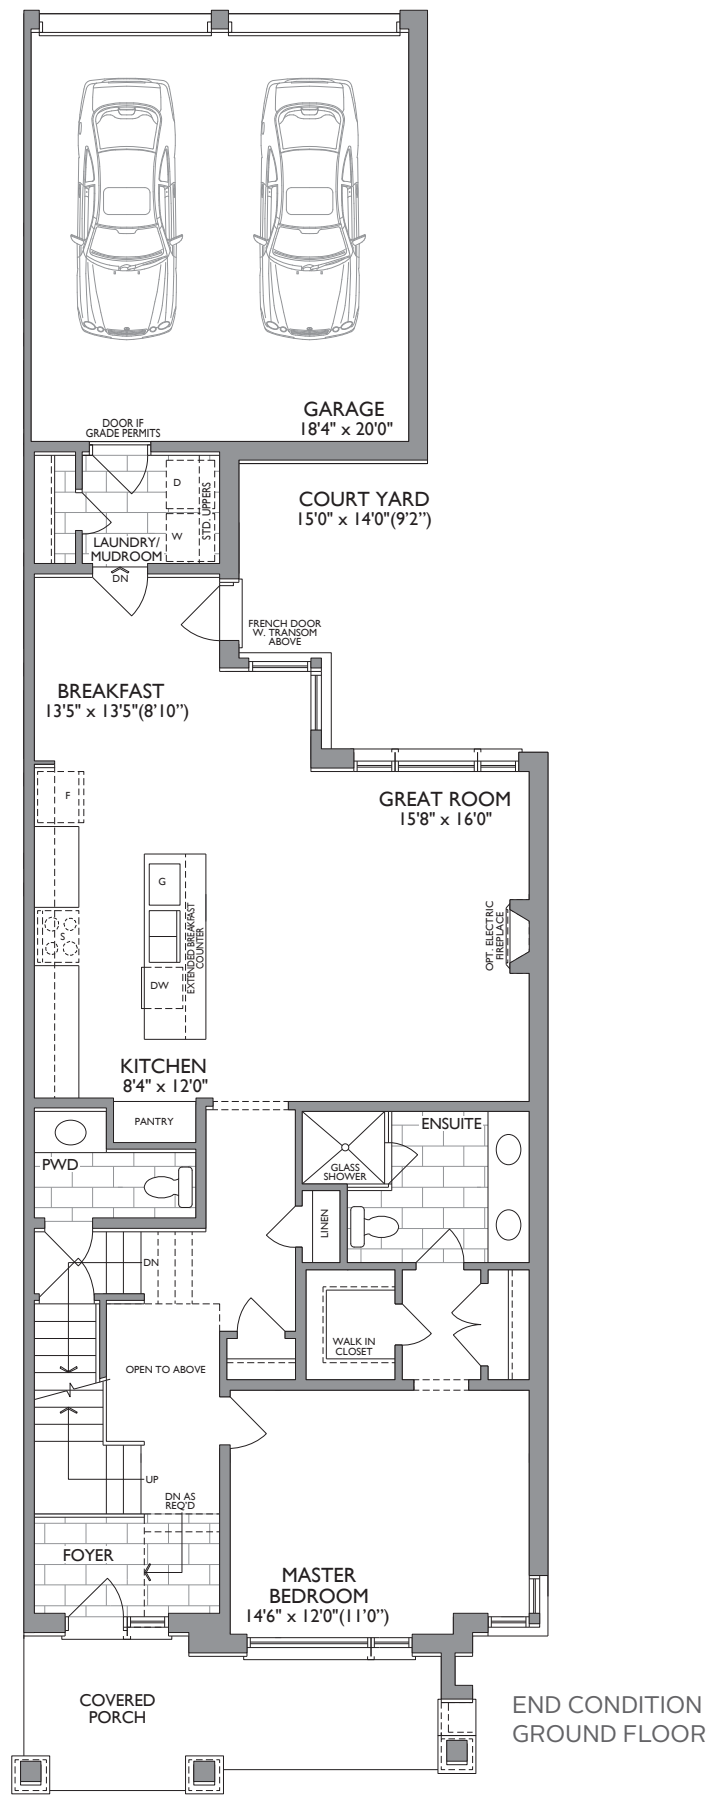 GARAGE
18'4" x 20'0"
DOOR IF
GRADE PERMITS
D
W
STD. UPPERS
LAUNDRY/
MUDROOM
DN
COURT YARD
15'0" x 14'0"(9'2")
FRENCH DOOR
W. TRANSOM
ABOVE
BREAKFAST
13'5" x 13'5"(8'10")
F
GREAT ROOM
15'8" x 16'0"
G
S
DW
EXTENDED BREAKFAST
COUNTER
OPT. ELECTRIC
FIREPLACE
KITCHEN
8'4" x 12'0"
PANTRY
PWD
ENSUITE
GLASS
SHOWER
LINEN
DN
WALK IN
CLOSET
OPEN TO ABOVE
UP
DN AS
REQ'D
FOYER
MASTER
BEDROOM
14'6" x 12'0"(11'0")
COVERED
PORCH
END CONDITION
GROUND FLOOR